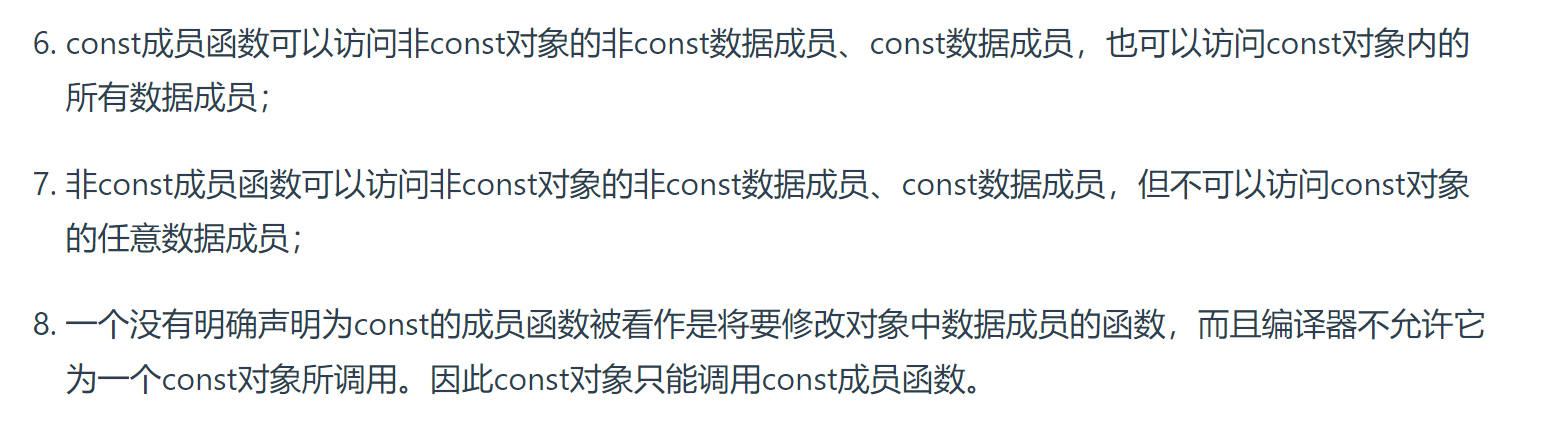 6. const成员函数可以访问非const对象的非const数据成员、const数据成员，也可以访问const对象内的
所有数据成员；
7. 非const成员函数可以访问非const对象的非const数据成员、const数据成员，但不可以访问const对象
的任意数据成员；
8. 一个没有明确声明为const的成员函数被看作是将要修改对象中数据成员的函数，而且编译器不允许它
为一个const对象所调用。因此const对象只能调用const成员函数。